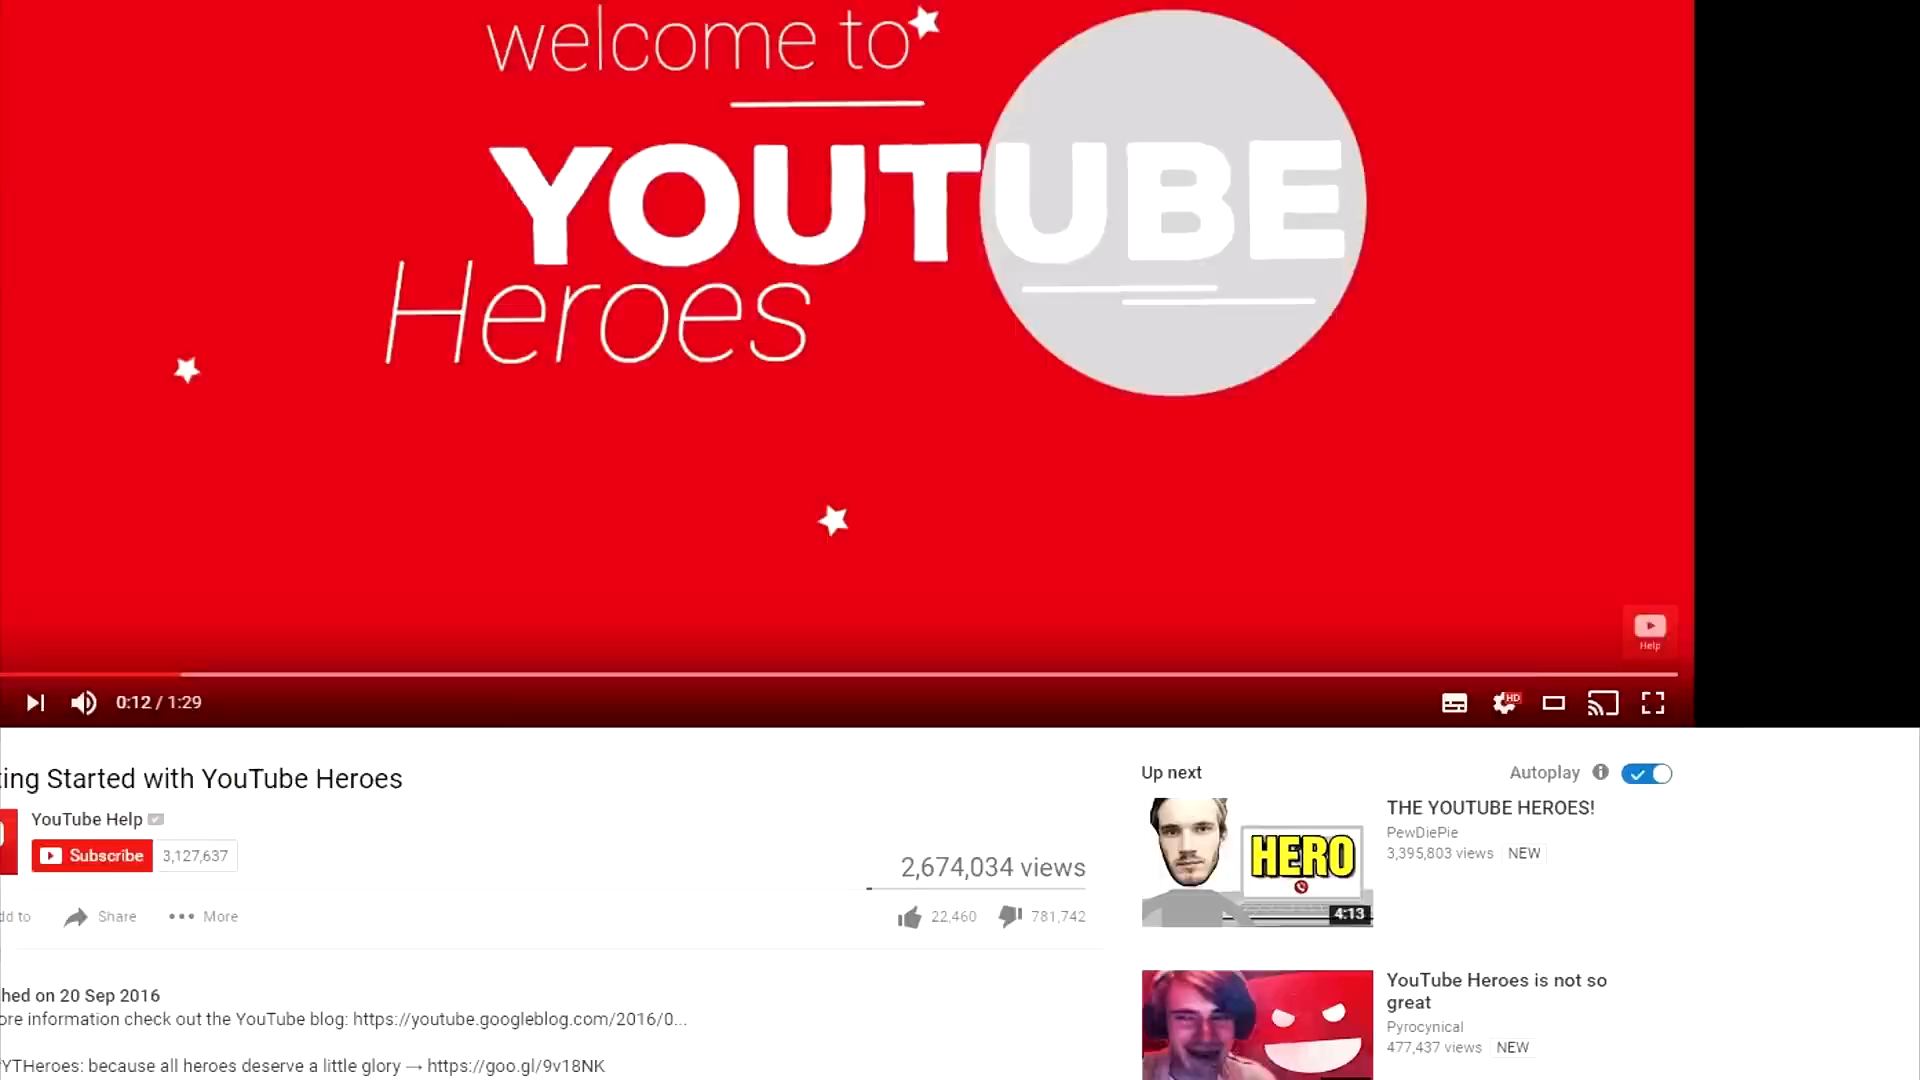 welcome to
YOUTUBE
Heroes
Help
0:12 / 1:29
HD
ing Started with YouTube Heroes
YouTube Help
Subscribe 3,127,637
2,674,034 views
dd to Share More
22,460 781,742
hed on 20 Sep 2016
ore information check out the YouTube blog: https://youtube.googleblog.com/2016/0...
YTHeroes: because all heroes deserve a little glory → https://goo.gl/9v18NK
Up next
Autoplay
HERO
4:13
THE YOUTUBE HEROES!
PewDiePie
3,395,803 views NEW
YouTube Heroes is not so
great
Pyrocynical
477,437 views NEW